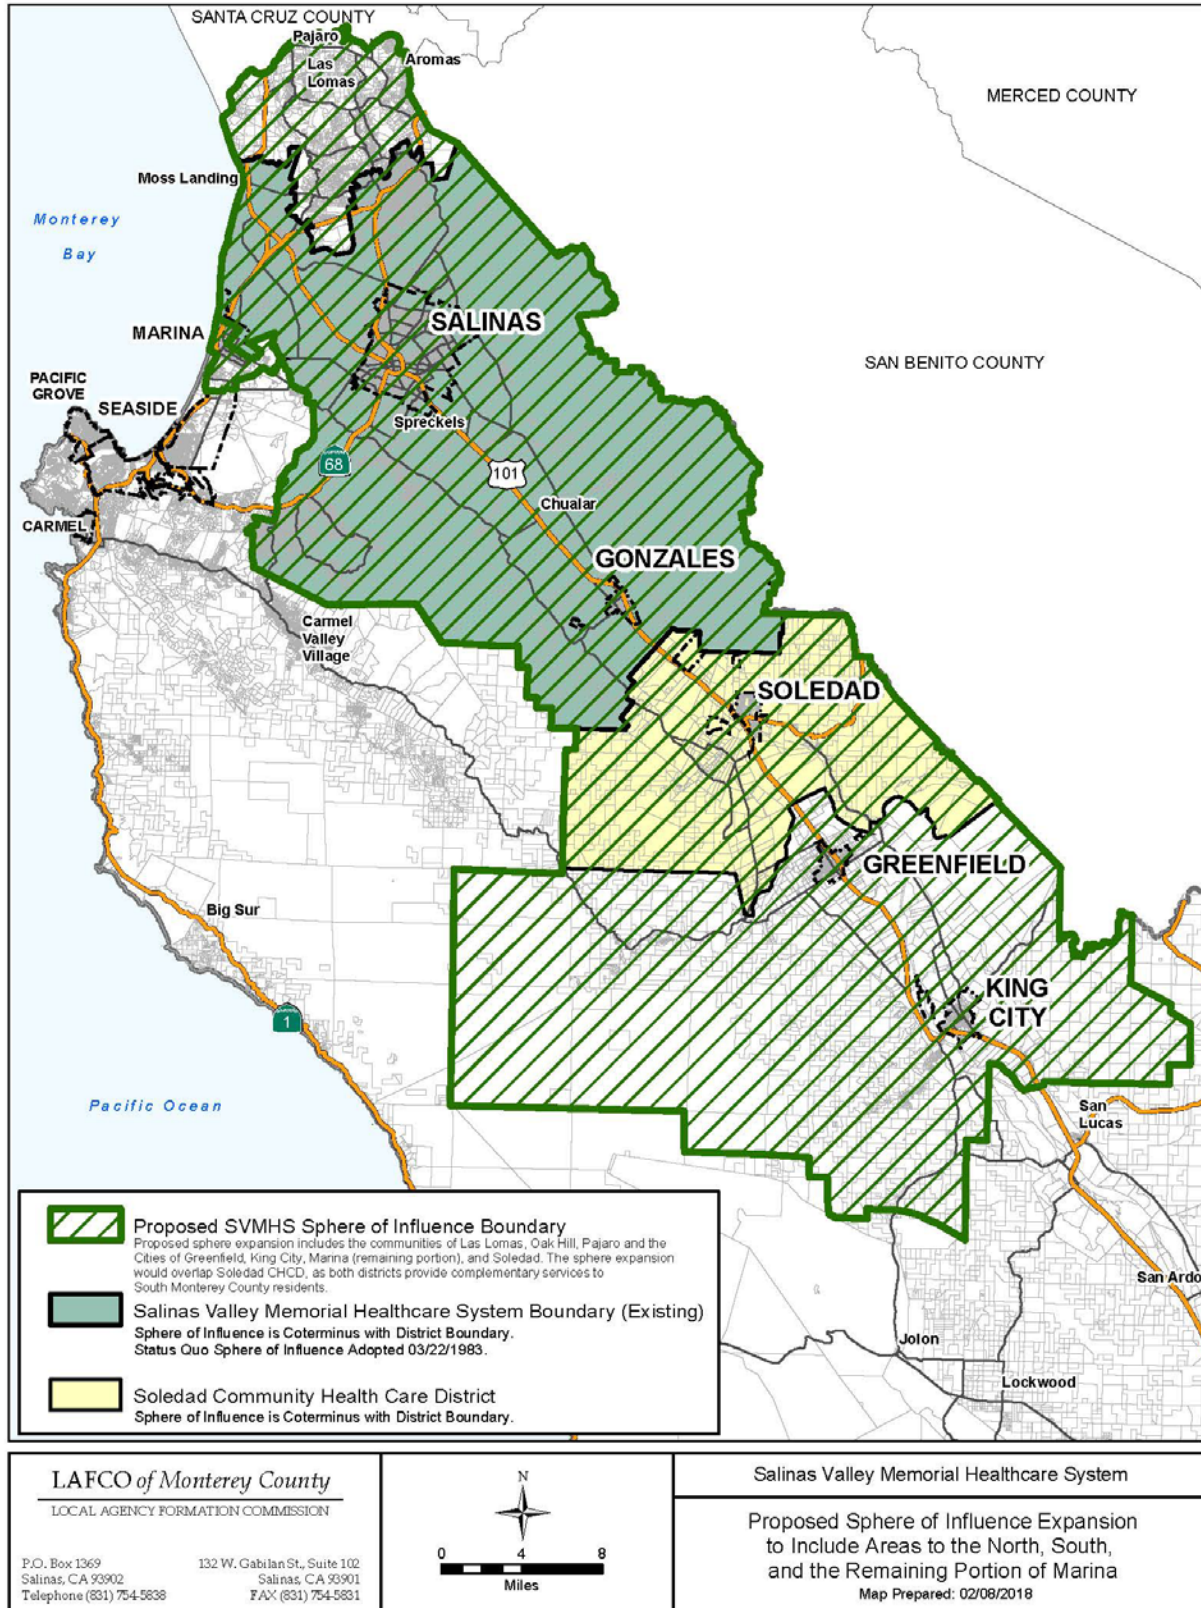 SANTA CRUZ COUNTY
Pajaro
Las
Lomas
Aromas
MERCED COUNTY
Moss Landing
Monterey
Bay
SALINAS
MARINA
SAN BENITO COUNTY
PACIFIC
GROVE
SEASIDE
Spreckels
68
101
Chualar
CARMEL
GONZALES
Carmel
Valley
Village
SOLEDAD
GREENFIELD
Big Sur
KING
CITY
1
Pacific Ocean
San
Lucas
San Ardo
Jolon
Lockwood
Proposed SVMHS Sphere of Influence Boundary
Proposed sphere expansion includes the communities of Las Lomas, Oak Hill, Pajaro and the
Cities of Greenfield, King City, Marina (remaining portion), and Soledad. The sphere expansion
would overlap Soledad CHCD, as both districts provide complementary services to
South Monterey County residents.
Salinas Valley Memorial Healthcare System Boundary (Existing)
Sphere of Influence is Coterminus with District Boundary.
Status Quo Sphere of Influence Adopted 03/22/1983.
Soledad Community Health Care District
Sphere of Influence is Coterminus with District Boundary.
LAFCO of Monterey County
LOCAL AGENCY FORMATION COMMISSION
P.O. Box 1369
Salinas, CA 93902
Telephone (831) 754-5838
132 W. Gabilan St., Suite 102
Salinas, CA 93901
FAX (831) 754-5831
N
0 4 8
Miles
Salinas Valley Memorial Healthcare System
Proposed Sphere of Influence Expansion
to Include Areas to the North, South,
and the Remaining Portion of Marina
Map Prepared: 02/08/2018